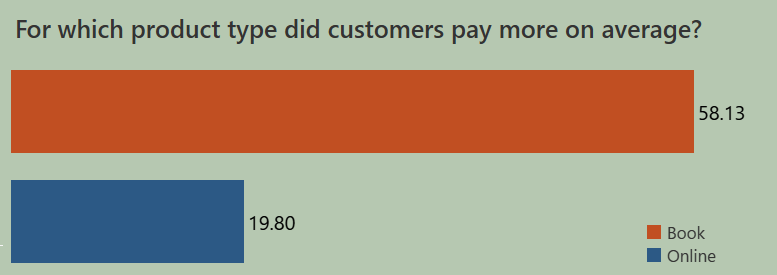 For which product type did customers pay more on average?
58.13
19.80
Book
Online